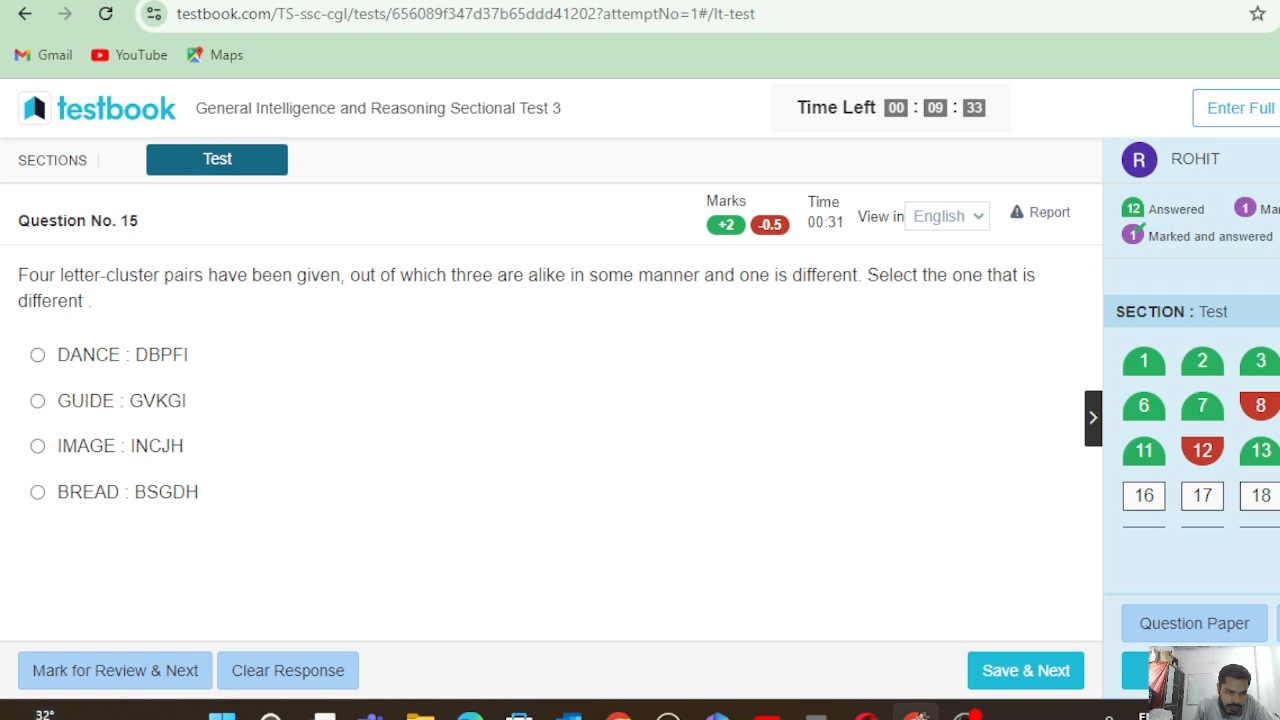 testbook.com/TS-ssc-cgl/tests/656089f347d37b65ddd41202?attemptNo=1#/lt-test
Gmail YouTube Maps
testbook General Intelligence and Reasoning Sectional Test 3 Time Left 00 : 09 : 33 Enter Full
SECTIONS Test R ROHIT
Question No. 15 Marks +2 -0.5 Time 00:31 View in English Report
12 Answered 1 Ma
1 Marked and answered
Four letter-cluster pairs have been given, out of which three are alike in some manner and one is different. Select the one that is
different .
DANCE : DBPFI
GUIDE : GVKGI
IMAGE : INCJH
BREAD : BSGDH
SECTION : Test
1 2 3
6 7 8
11 12 13
16 17 18
Question Paper
Mark for Review & Next Clear Response Save & Next
32°